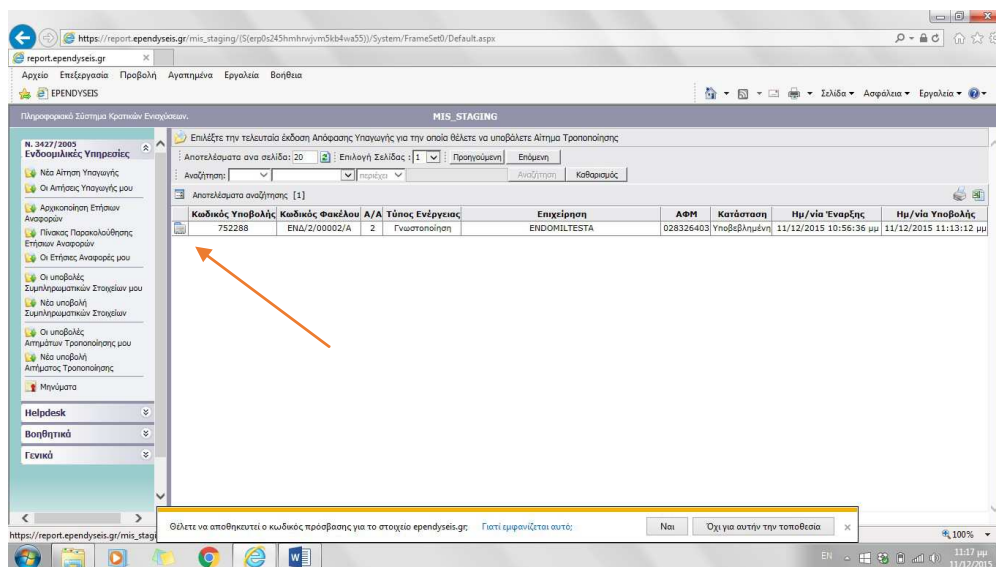 https://report.ependyseis.gr/mis_staging/(S(erp0s245hmhrwjvm5kb4wa55))/System/FrameSet0/Default.aspx
report.ependyseis.gr
Αρχείο Επεξεργασία Προβολή Αγαπημένα Εργαλεία Βοήθεια
EPENDYSEIS
Σελίδα Ασφάλεια Εργαλεία
Πληροφοριακό Σύστημα Κρατικών Ενισχύσεων.
MIS_STAGING
Ν. 3427/2005
Ενδοομιλικές Υπηρεσίες
Νέα Αίτηση Υπαγωγής
Οι Αιτήσεις Υπαγωγής μου
Αρχικοποίηση Ετήσιων
Αναφορών
Πίνακας Παρακολούθησης
Ετήσιων Αναφορών
Οι Ετήσιες Αναφορές μου
Οι υποβολές
Συμπληρωματικών Στοιχείων μου
Νέα υποβολή
Συμπληρωματικών Στοιχείων
Οι υποβολές
Αιτημάτων Τροποποίησης μου
Νέα υποβολή
Αιτήματος Τροποποίησης
Μηνύματα
Helpdesk
Βοηθητικά
Γενικά
Επιλέξτε την τελευταία έκδοση Απόφασης Υπαγωγής για την οποία θέλετε να υποβάλετε Αίτημα Τροποποίησης
Αποτελέσματα ανα σελίδα: 20 Επιλογή Σελίδας : 1 Προηγούμενη Επόμενη
Αναζήτηση: περιέχει Αναζήτηση Καθαρισμός
Αποτελέσματα αναζήτησης [1]
Κωδικός Υποβολής Κωδικός Φακέλου Α/Α Τύπος Ενέργειας Επιχείρηση ΑΦΜ Κατάσταση Ημ/νία Έναρξης Ημ/νία Υποβολής
752288 ΕΝΔ/2/00002/Α 2 Γνωστοποίηση ENDOMILTESTA 028326403 Υποβεβλημένη 11/12/2015 10:56:36 μμ 11/12/2015 11:13:12 μμ
Θέλετε να αποθηκευτεί ο κωδικός πρόσβασης για το στοιχείο ependyseis.gr; Γιατί εμφανίζεται αυτό; Ναι Όχι για αυτήν την τοποθεσία
https://report.ependyseis.gr/mis_stagi
100%
EN
11:17 μμ
11/12/2015